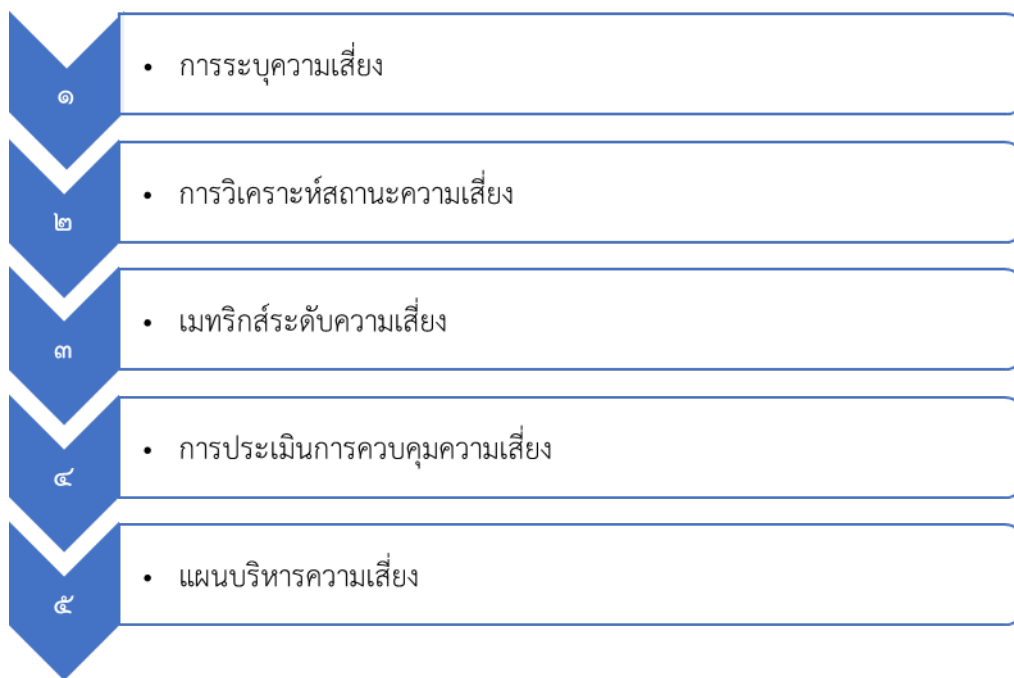 ๑
• การระบุความเสี่ยง
๒
• การวิเคราะห์สถานะความเสี่ยง
๓
• เมทริกส์ระดับความเสี่ยง
๔
• การประเมินการควบคุมความเสี่ยง
๕
• แผนบริหารความเสี่ยง